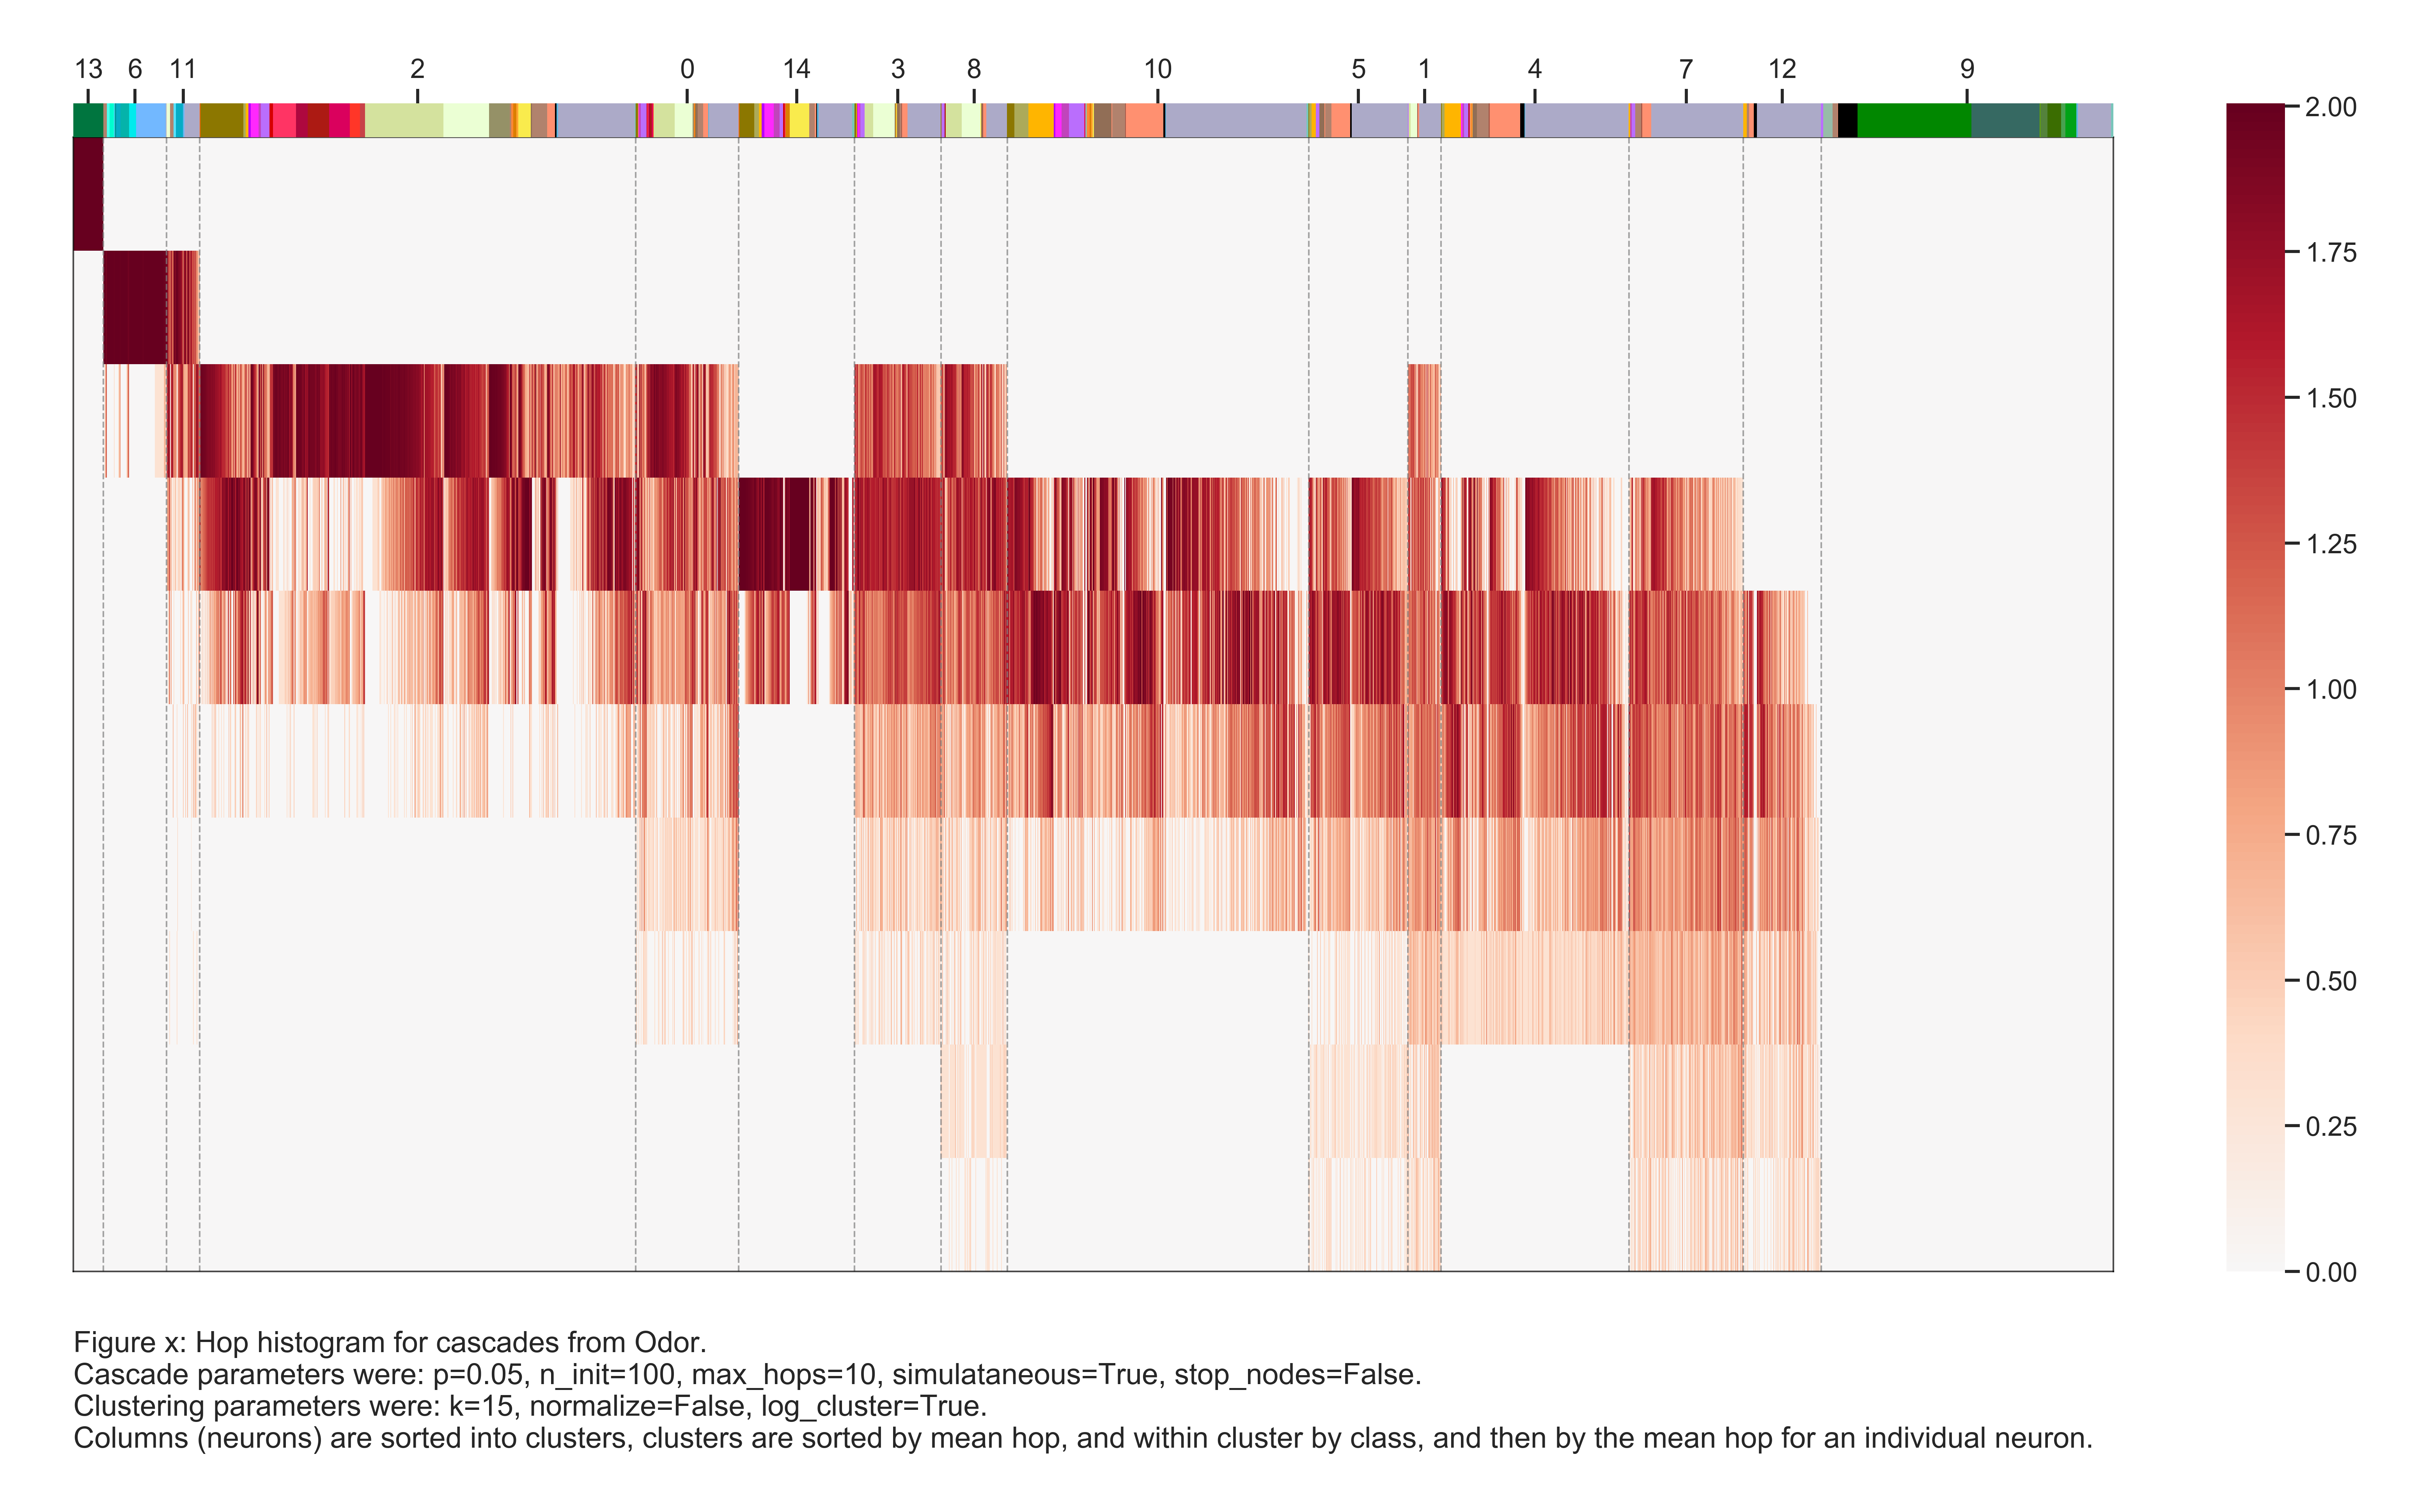 13 6 11 2 0 14 3 8 10 5 1 4 7 12 9
2.00
1.75
1.50
1.25
1.00
0.75
0.50
0.25
0.00
Figure x: Hop histogram for cascades from Odor.
Cascade parameters were: p=0.05, n_init=100, max_hops=10, simulataneous=True, stop_nodes=False.
Clustering parameters were: k=15, normalize=False, log_cluster=True.
Columns (neurons) are sorted into clusters, clusters are sorted by mean hop, and within cluster by class, and then by the mean hop for an individual neuron.